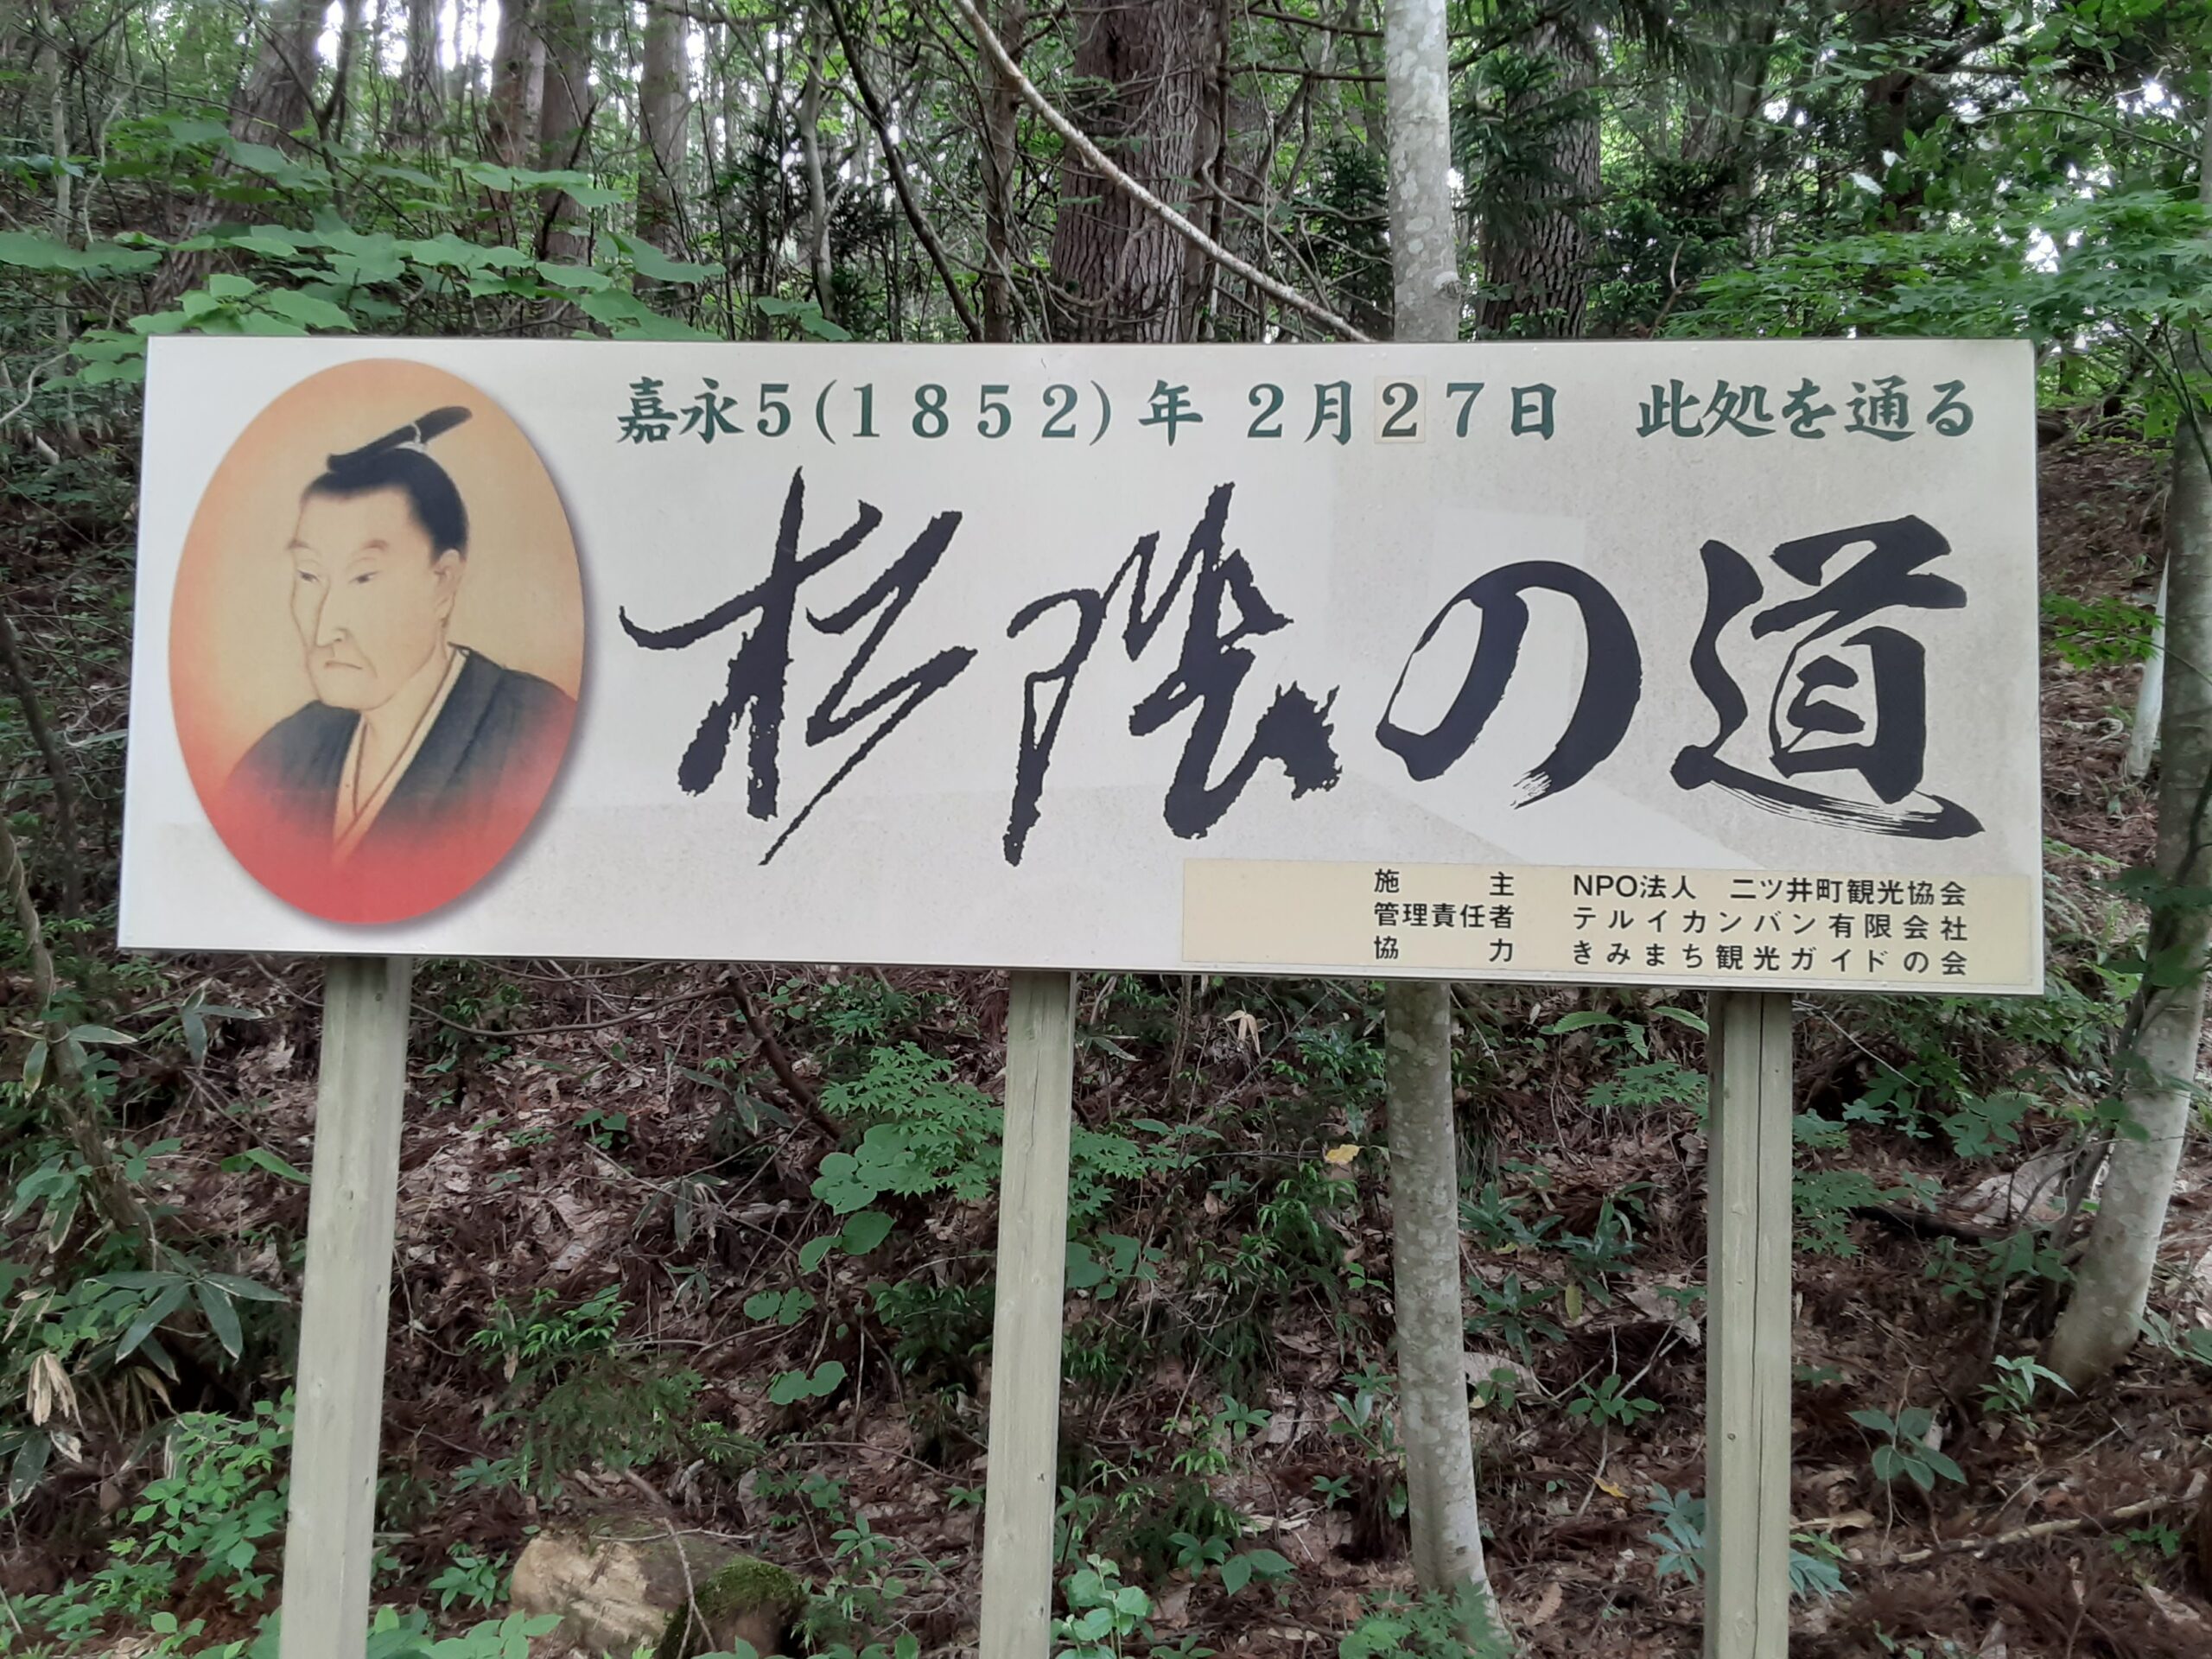 嘉永5(1852)年 2月27日 此処を通る
松陰の道
施主 NPO法人 二ツ井町観光協会
管理責任者 テルイカンバン有限会社
協力 きみまち観光ガイドの会